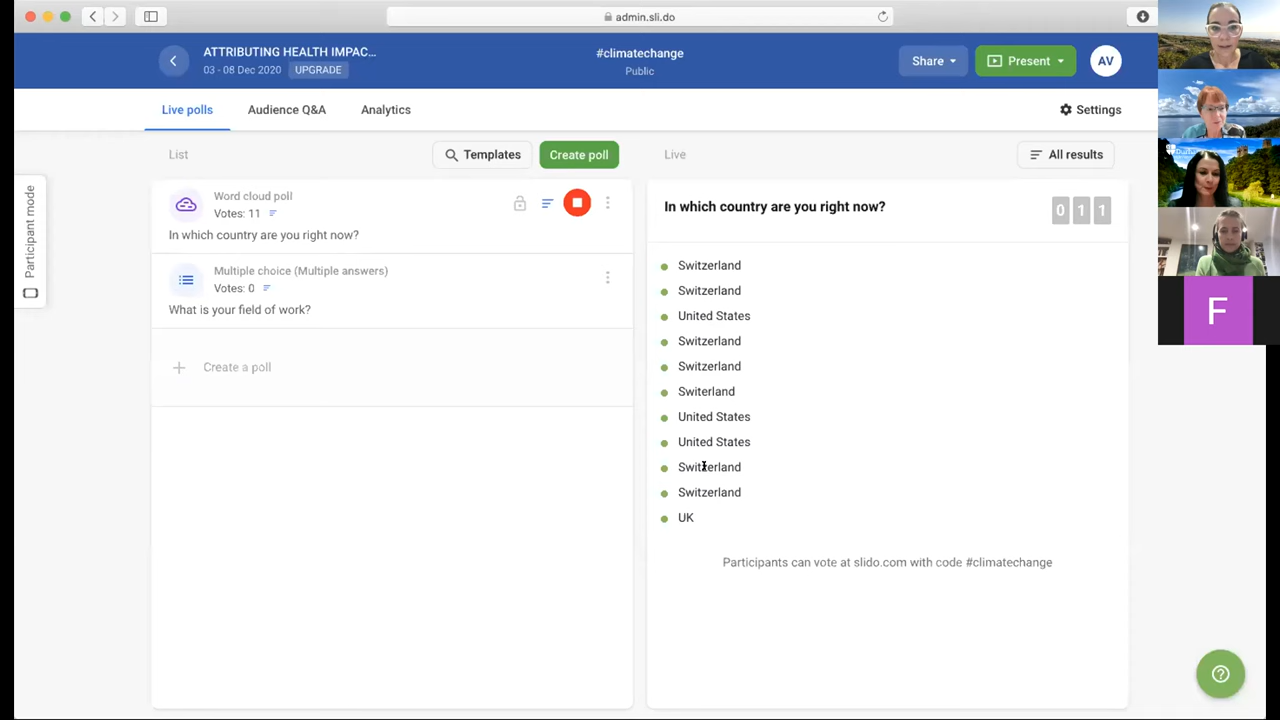 admin.sli.do
ATTRIBUTING HEALTH IMPAC...
03 - 08 Dec 2020 UPGRADE
#climatechange
Public
Share
Present
AV
Live polls
Audience Q&A
Analytics
Settings
Participant mode
List
Templates
Create poll
Word cloud poll
Votes: 11
In which country are you right now?
Multiple choice (Multiple answers)
Votes: 0
What is your field of work?
Create a poll
Live
All results
In which country are you right now?
011
Switzerland
Switzerland
United States
Switzerland
Switzerland
Switerland
United States
United States
Switzerland
Switzerland
UK
Participants can vote at slido.com with code #climatechange
F